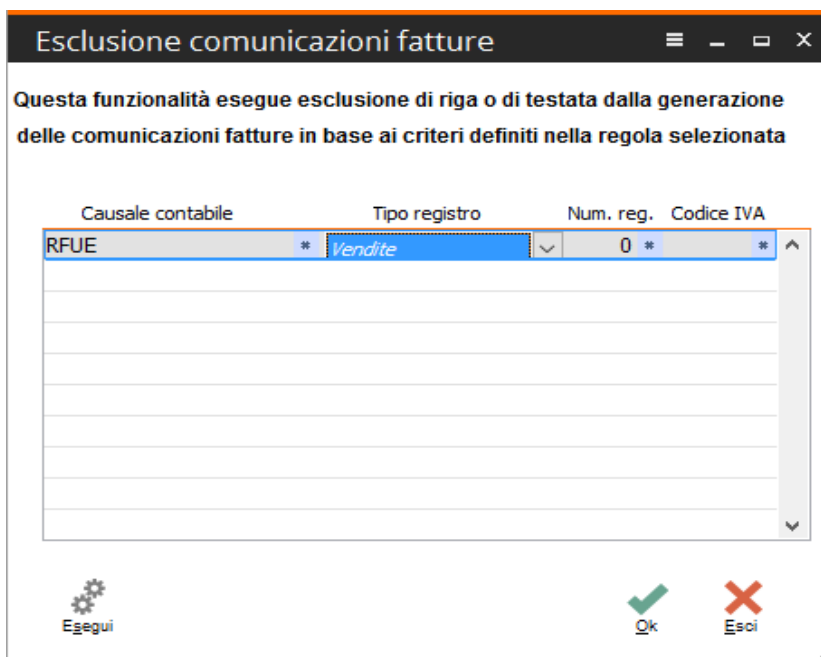 Esclusione comunicazioni fatture
Questa funzionalità esegue esclusione di riga o di testata dalla generazione
delle comunicazioni fatture in base ai criteri definiti nella regola selezionata
Causale contabile Tipo registro Num. reg. Codice IVA
RFUE * Vendite 0 * *
Esegui Ok Esci